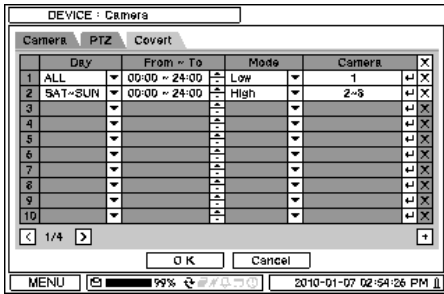 DEVICE : Camera
Camera PTZ Covert
Day From ~ To Mode Camera X
1 ALL 00:00 ~ 24:00 Low 1 X
2 SAT~SUN 00:00 ~ 24:00 High 2~8 X
3 X
4 X
5 X
6 X
7 X
8 X
9 X
10 X
< 1/4 > +
OK Cancel
MENU 99% 2010-01-07 02:54:26 PM